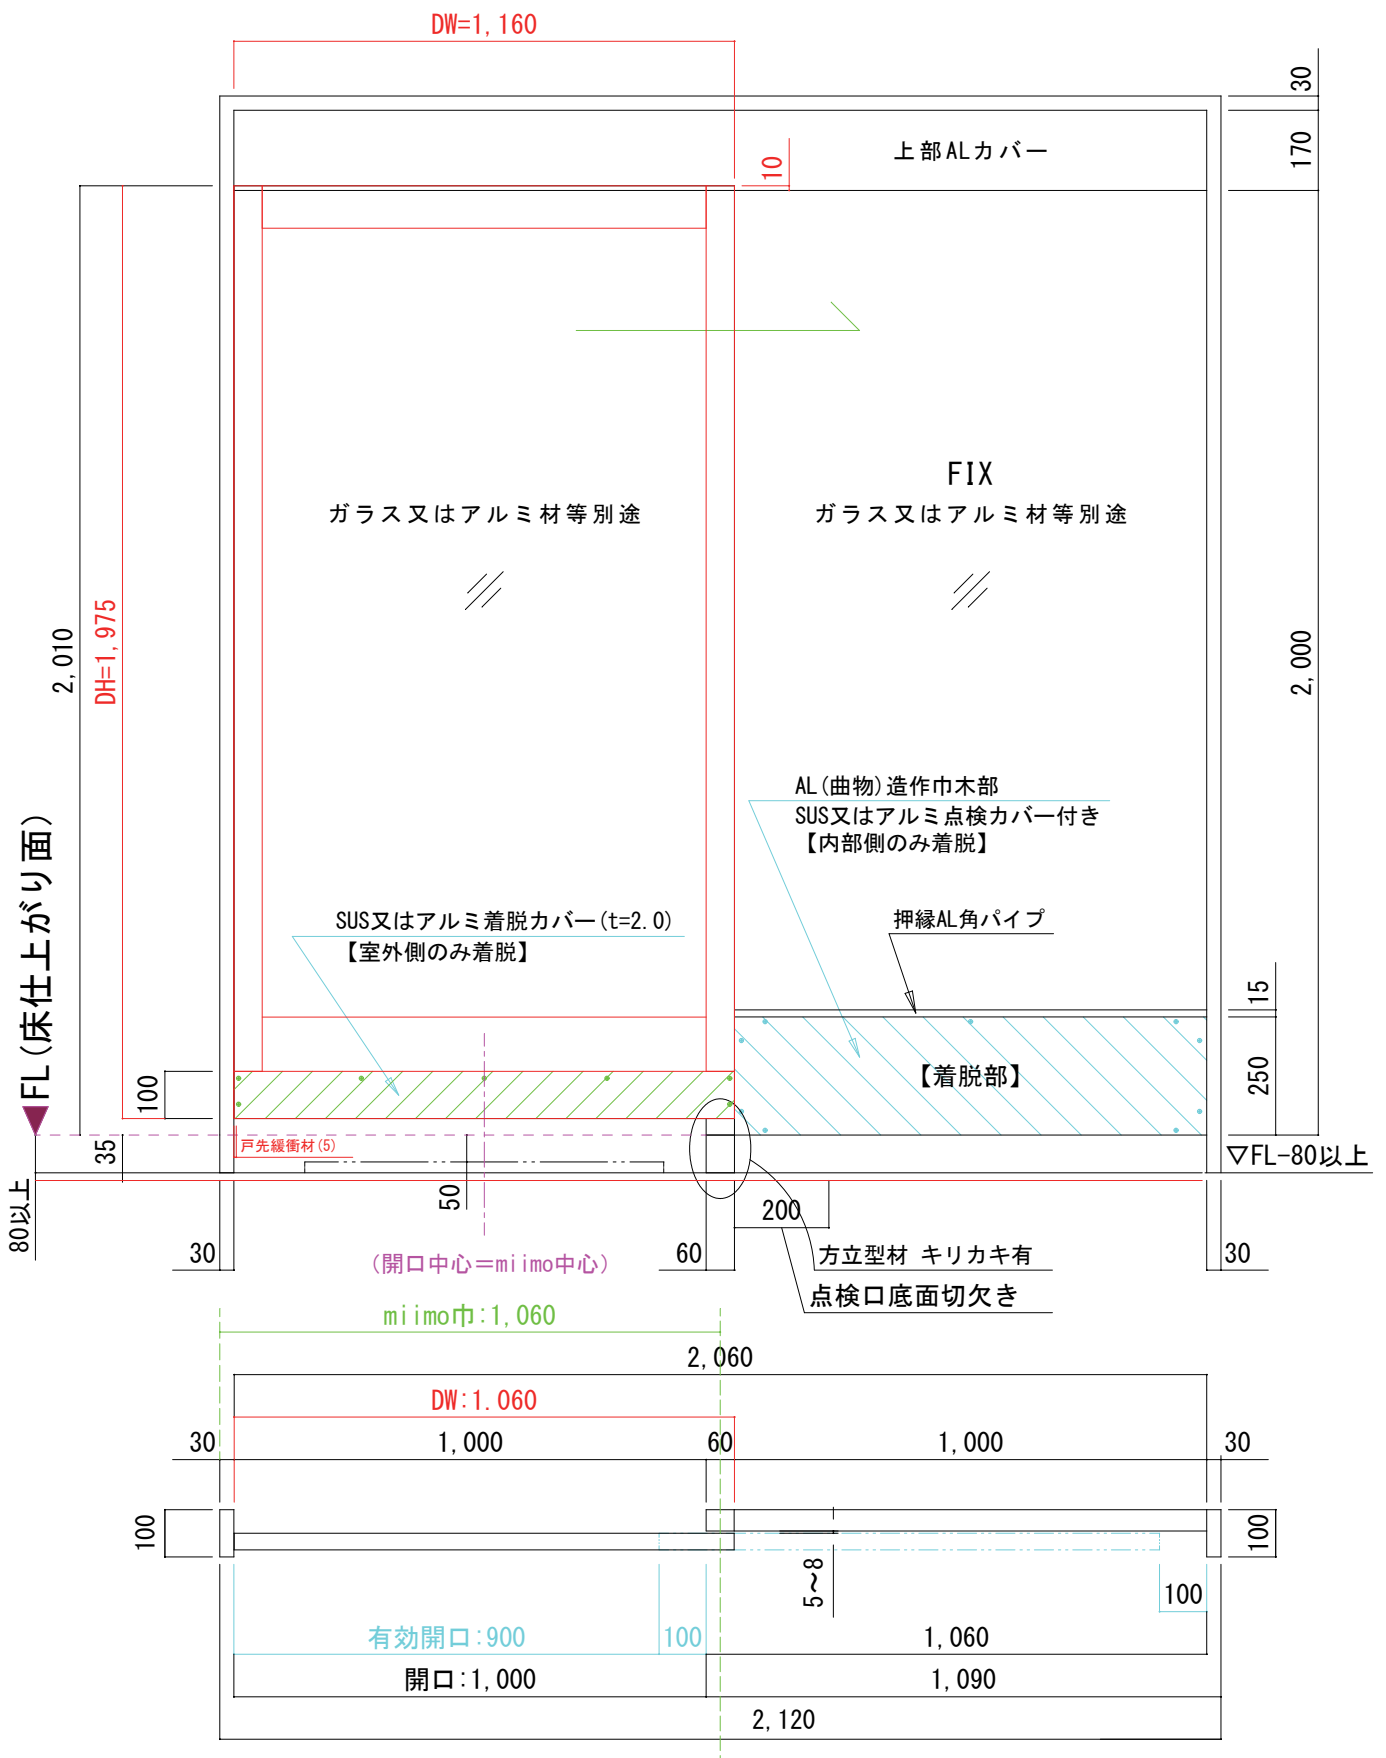 DW=1,160
30
上部ALカバー
170
10
FIX
ガラス又はアルミ材等別途
ガラス又はアルミ材等別途
2,010
DH=1,975
2,000
AL(曲物)造作巾木部
SUS又はアルミ点検カバー付き
【内部側のみ着脱】
▼FL(床仕上がり面)
SUS又はアルミ着脱カバー(t=2.0)
【室外側のみ着脱】
押縁AL角パイプ
15
【着脱部】
250
100
戸先緩衝材(5)
35
▽FL-80以上
80以上
50
200
30
(開口中心=miimo中心)
60
方立型材 キリカキ有
30
点検口底面切欠き
miimo巾:1,060
2,060
DW:1.060
30
1,000
60
1,000
30
100
100
5~8
100
有効開口:900
100
1,060
開口:1,000
1,090
2,120